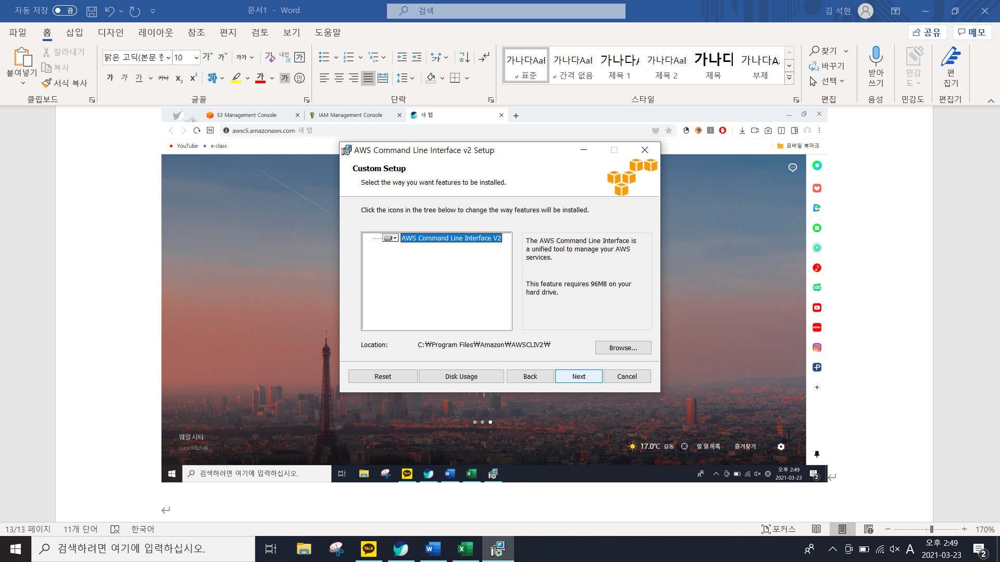 자동 저장 끔 문서1 - Word 검색 김 석현
파일 홈 삽입 디자인 레이아웃 참조 편지 검토 보기 도움말 공유 메모
붙여넣기 잘라내기 복사 서식 복사 클립보드
맑은 고딕(본문 한 10 가 가 가가 내천 가
가 가 가 가나 x₂ x² 가 가 가 글꼴
단락
가나다AaB 가나다AaB 가나다A 가나다AaB 가나디 가나다A
표준 간격 없음 제목 1 제목 2 제목 부제
스타일
찾기 바꾸기 선택 편집
받아쓰기 음성
민감도 민감도
편집기 편집기
S3 Management Console IAM Management Console 새 탭
awscli.amazonaws.com 새 탭
YouTube e-class 모바일 북마크
AWS Command Line Interface v2 Setup
Custom Setup
Select the way you want features to be installed.
Click the icons in the tree below to change the way features will be installed.
AWS Command Line Interface V2
The AWS Command Line Interface is
a unified tool to manage your AWS
services.
This feature requires 96MB on your
hard drive.
Location: C:₩Program Files₩Amazon₩AWSCLIV2₩
Browse...
Reset Disk Usage Back Next Cancel
웨일 시티
Luca Micheli
17.0℃ 길동 할 일 목록 즐겨찾기
검색하려면 여기에 입력하십시오. TALK 오후 2:49
2021-03-23 2
13/13 페이지 11개 단어 한국어 포커스 170%
검색하려면 여기에 입력하십시오. TALK A 오후 2:49
2021-03-23 2